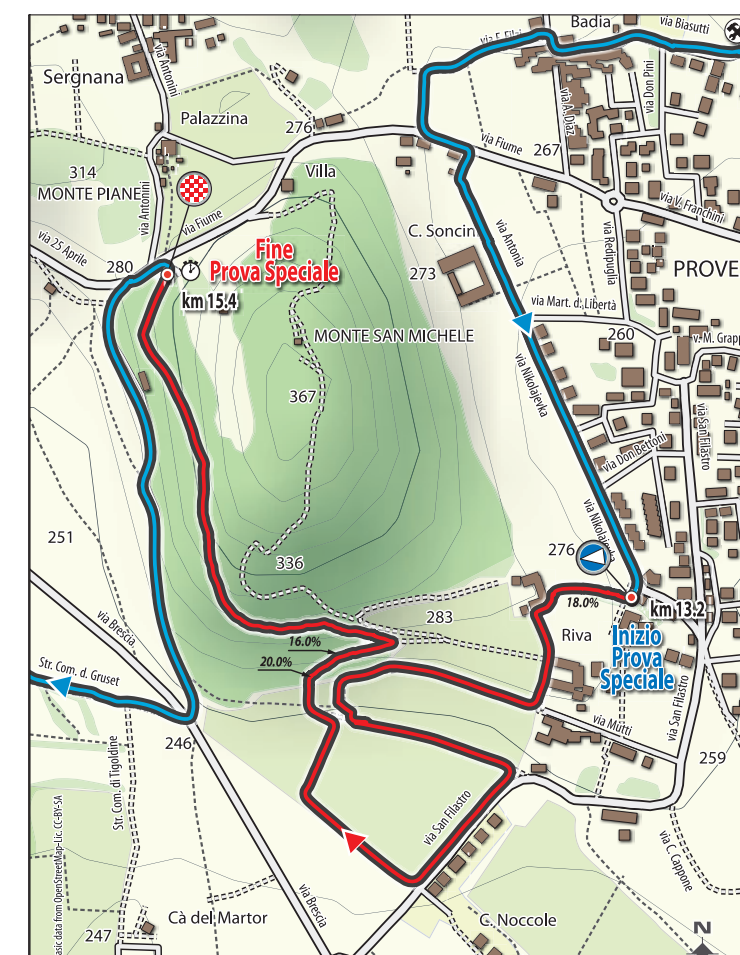 Badia
via Biasutti
via F. Filzi
Sergnana
via Antonini
via Don Pini
via A. Diaz
Palazzina
276
via Fiume
267
314
MONTE PIANE
Villa
via Antonini
via V. Franchini
via Fiume
C. Soncin
via Antonia
via Redipuglia
via 25 Aprile
280
Fine
Prova Speciale
273
PROVE
km 15.4
via Mart. d. Libertà
MONTE SAN MICHELE
260
v. M. Grapp
via Nikolajevka
367
via San Filastro
via Don Bettoni
via Nikolajevka
251
336
276
18.0%
km 13.2
283
via Brescia
Riva
Inizio
Prova
Speciale
16.0%
20.0%
Str. Com. d. Gruset
via San Filastro
via Mutti
246
259
Str. Com. di Tigoldine
via San Filastro
via C. Cappone
asic data from OpenStreetMap-Lic. CC-BY-SA
via Brescia
Cà del Martor
C. Noccole
247
N